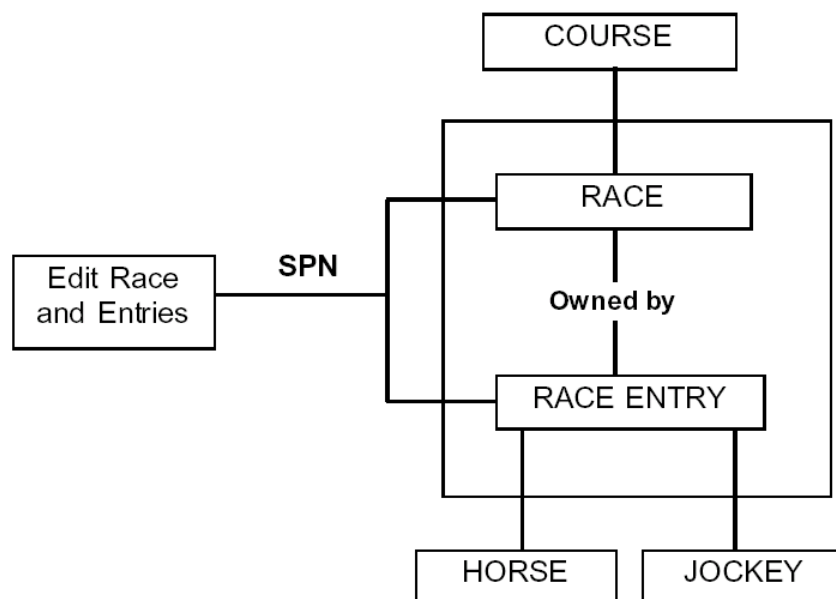 COURSE
RACE
SPN
Edit Race
and Entries
Owned by
RACE ENTRY
HORSE
JOCKEY